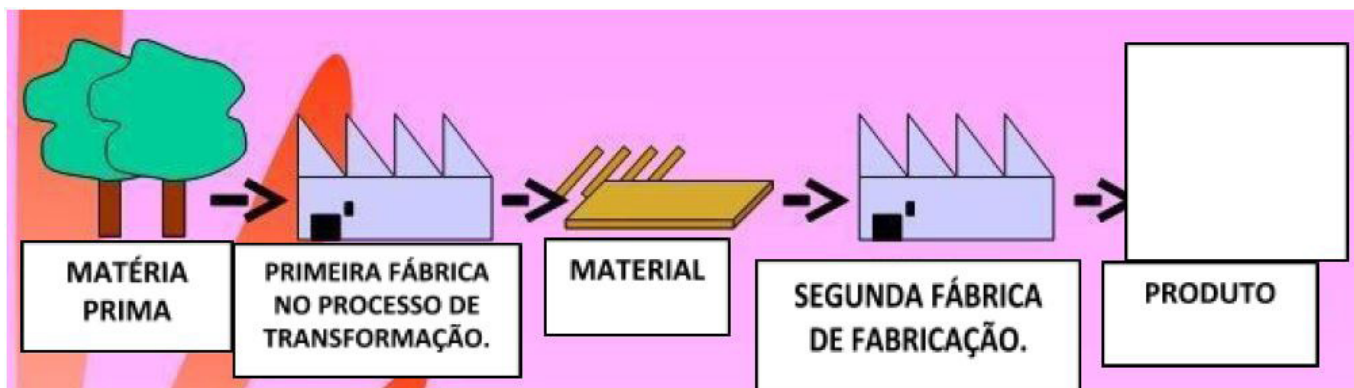 MATÉRIA
PRIMA
PRIMEIRA FÁBRICA
NO PROCESSO DE
TRANSFORMAÇÃO.
MATERIAL
SEGUNDA FÁBRICA
DE FABRICAÇÃO.
PRODUTO